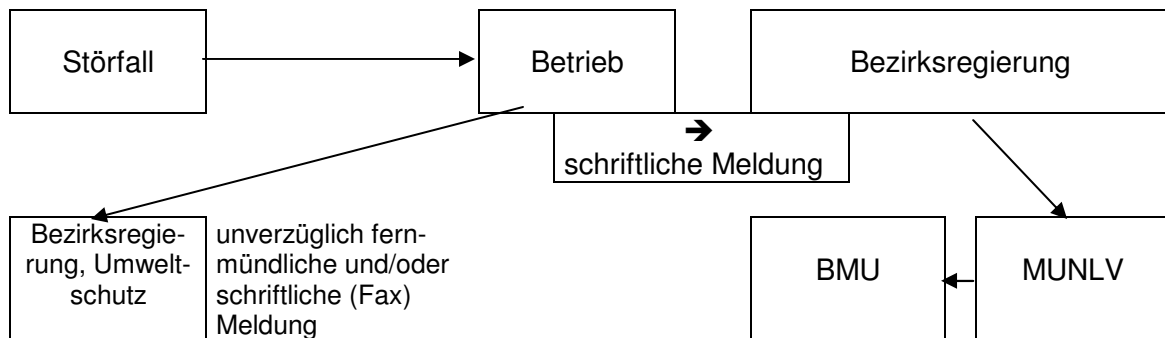 Störfall
Betrieb
Bezirksregierung
➔
schriftliche Meldung
Bezirksregie-
rung, Umwelt-
schutz
unverzüglich fern-
mündliche und/oder
schriftliche (Fax)
Meldung
BMU
MUNLV